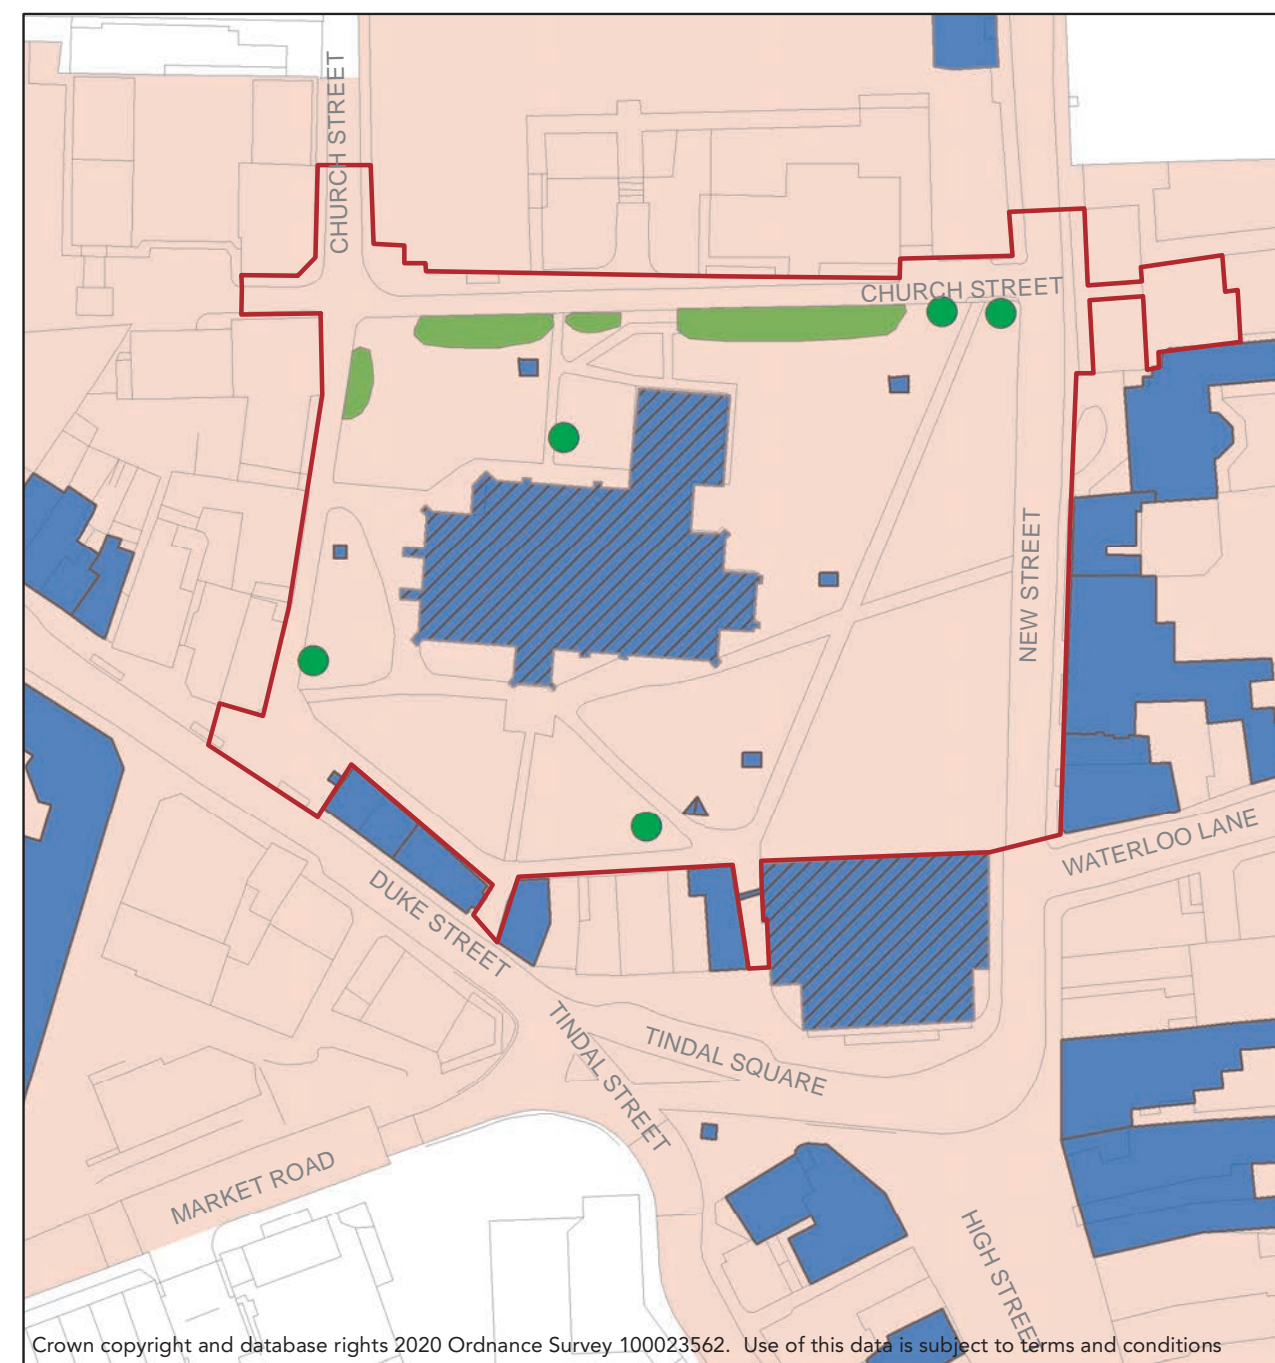 CHURCH STREET
CHURCH STREET
NEW STREET
WATERLOO LANE
DUKE STREET
TINDAL STREET
TINDAL SQUARE
MARKET ROAD
HIGH STREET
Crown copyright and database rights 2020 Ordnance Survey 100023562. Use of this data is subject to terms and conditions